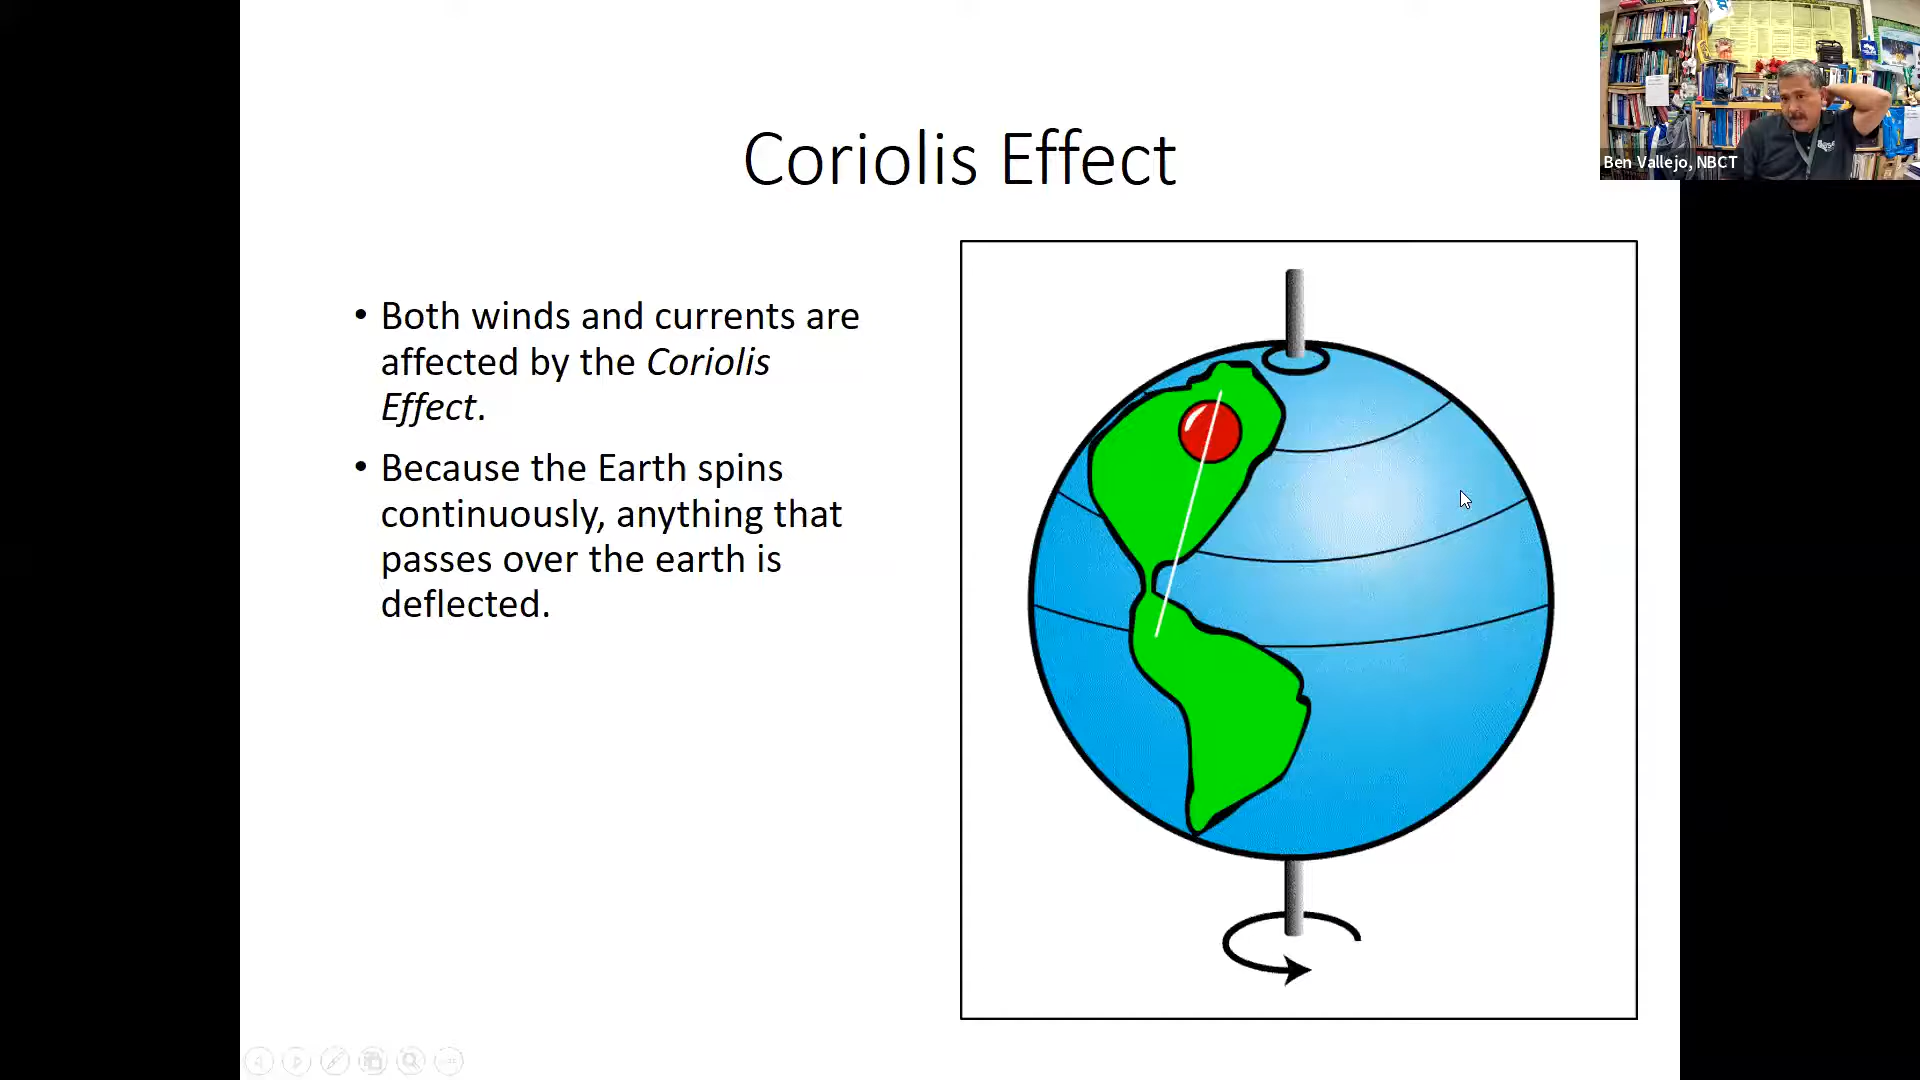 Coriolis Effect
• Both winds and currents are
affected by the Coriolis
Effect.
• Because the Earth spins
continuously, anything that
passes over the earth is
deflected.
Ben Vallejo, NBCT